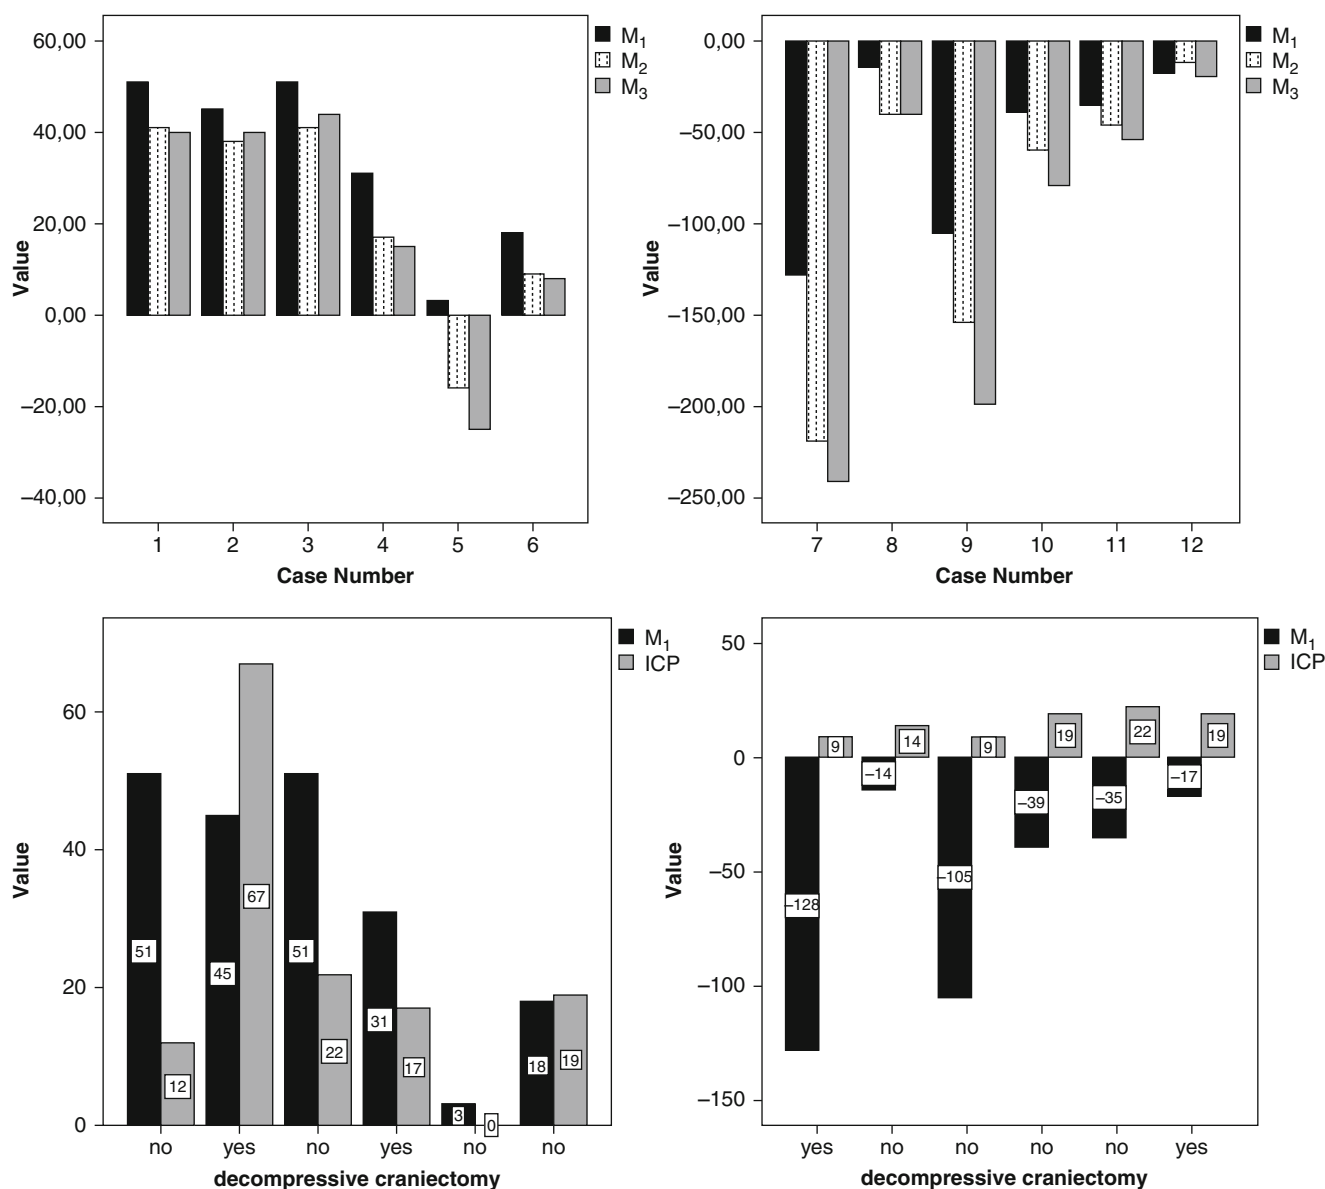 60,00
40,00
20,00
0,00
–20,00
–40,00
Value
1 2 3 4 5 6
Case Number
M1
M2
M3
0,00
–50,00
–100,00
–150,00
–200,00
–250,00
Value
7 8 9 10 11 12
Case Number
M1
M2
M3
60
40
20
0
Value
51 12 45 67 51 22 31 17 3 0 18 19
no yes no yes no no
decompressive craniectomy
M1
ICP
50
0
–50
–100
–150
Value
9 14 9 19 22 19
–128 –14 –105 –39 –35 –17
yes no no no no yes
decompressive craniectomy
M1
ICP